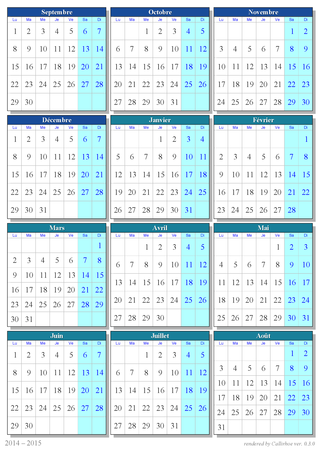 Septembre Octobre Novembre
Lu Ma Me Je Ve Sa Di Lu Ma Me Je Ve Sa Di Lu Ma Me Je Ve Sa Di
1 2 3 4 5 6 7 1 2 3 4 5 1 2
8 9 10 11 12 13 14 6 7 8 9 10 11 12 3 4 5 6 7 8 9
15 16 17 18 19 20 21 13 14 15 16 17 18 19 10 11 12 13 14 15 16
22 23 24 25 26 27 28 20 21 22 23 24 25 26 17 18 19 20 21 22 23
29 30 27 28 29 30 31 24 25 26 27 28 29 30
Décembre Janvier Février
Lu Ma Me Je Ve Sa Di Lu Ma Me Je Ve Sa Di Lu Ma Me Je Ve Sa Di
1 2 3 4 5 6 7 1 2 3 4 1
8 9 10 11 12 13 14 5 6 7 8 9 10 11 2 3 4 5 6 7 8
15 16 17 18 19 20 21 12 13 14 15 16 17 18 9 10 11 12 13 14 15
22 23 24 25 26 27 28 19 20 21 22 23 24 25 16 17 18 19 20 21 22
29 30 31 26 27 28 29 30 31 23 24 25 26 27 28
Mars Avril Mai
Lu Ma Me Je Ve Sa Di Lu Ma Me Je Ve Sa Di Lu Ma Me Je Ve Sa Di
1 1 2 3 4 5 1 2 3
2 3 4 5 6 7 8 6 7 8 9 10 11 12 4 5 6 7 8 9 10
9 10 11 12 13 14 15 13 14 15 16 17 18 19 11 12 13 14 15 16 17
16 17 18 19 20 21 22 20 21 22 23 24 25 26 18 19 20 21 22 23 24
23 24 25 26 27 28 29 27 28 29 30 25 26 27 28 29 30 31
30 31
Juin Juillet Août
Lu Ma Me Je Ve Sa Di Lu Ma Me Je Ve Sa Di Lu Ma Me Je Ve Sa Di
1 2 3 4 5 6 7 1 2 3 4 5 1 2
8 9 10 11 12 13 14 6 7 8 9 10 11 12 3 4 5 6 7 8 9
15 16 17 18 19 20 21 13 14 15 16 17 18 19 10 11 12 13 14 15 16
22 23 24 25 26 27 28 20 21 22 23 24 25 26 17 18 19 20 21 22 23
29 30 27 28 29 30 31 24 25 26 27 28 29 30
31
2014 – 2015 rendered by Callirhoe ver. 0.1.0